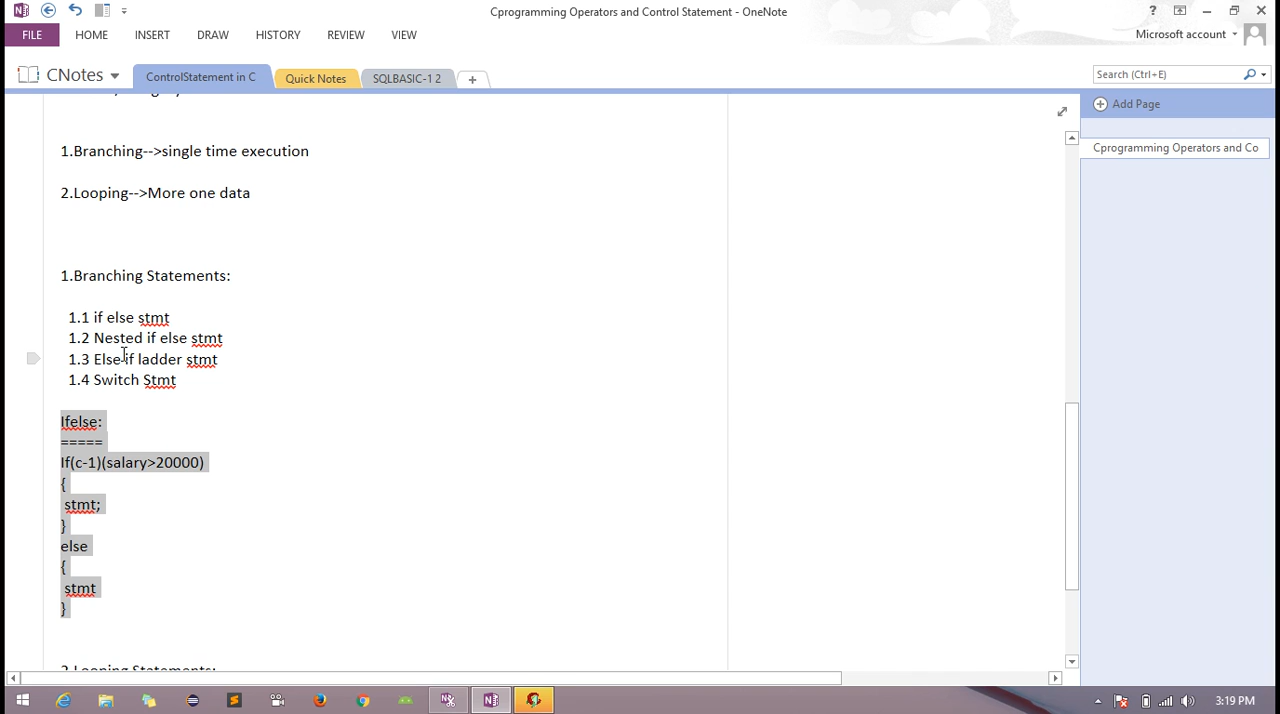 Cprogramming Operators and Control Statement - OneNote
FILE
HOME
INSERT
DRAW
HISTORY
REVIEW
VIEW
Microsoft account
CNotes
ControlStatement in C
Quick Notes
SQLBASIC-1 2
Search (Ctrl+E)
Add Page
Cprogramming Operators and Co
1.Branching-->single time execution
2.Looping-->More one data
1.Branching Statements:
1.1 if else stmt
1.2 Nested if else stmt
1.3 Else if ladder stmt
1.4 Switch Stmt
Ifelse:
=====
If(c-1)(salary>20000)
{
stmt;
}
else
{
stmt
}
2.Looping Statements:
3:19 PM